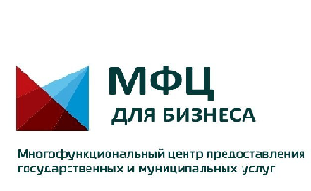 МФЦ
ДЛЯ БИЗНЕСА
Многофункциональный центр предоставления
государственных и муниципальных услуг